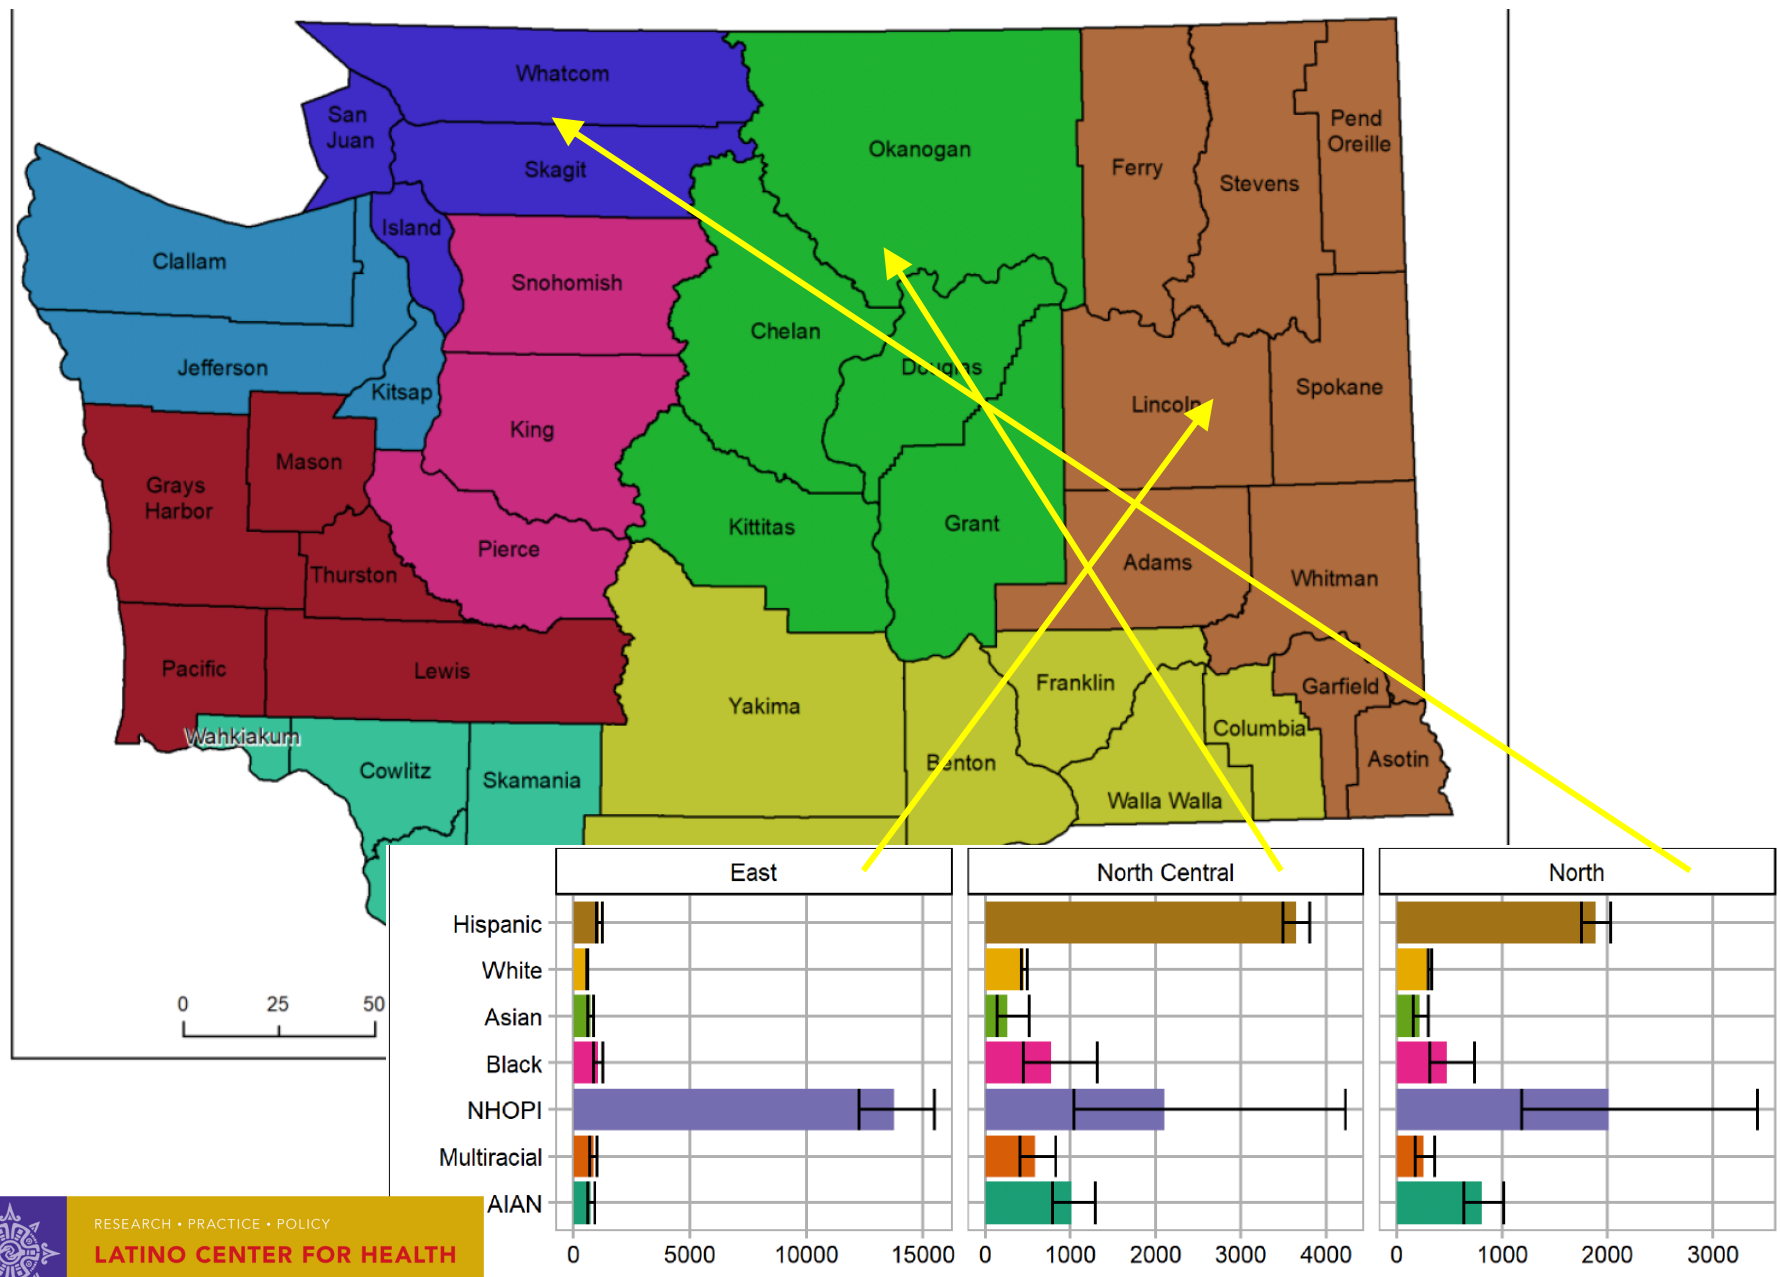 Whatcom
San
Juan
Skagit
Island
Okanogan
Ferry
Stevens
Pend
Oreille
Clallam
Snohomish
Chelan
Douglas
Jefferson
Kitsap
King
Lincoln
Spokane
Mason
Grays
Harbor
Kittitas
Grant
Pierce
Thurston
Adams
Whitman
Pacific
Lewis
Yakima
Franklin
Garfield
Columbia
Wahkiakum
Cowlitz
Skamania
Benton
Walla Walla
Asotin
0 25 50
East
North Central
North
Hispanic
White
Asian
Black
NHOPI
Multiracial
AIAN
0 5000 10000 15000
0 1000 2000 3000 4000
0 1000 2000 3000
RESEARCH • PRACTICE • POLICY
LATINO CENTER FOR HEALTH